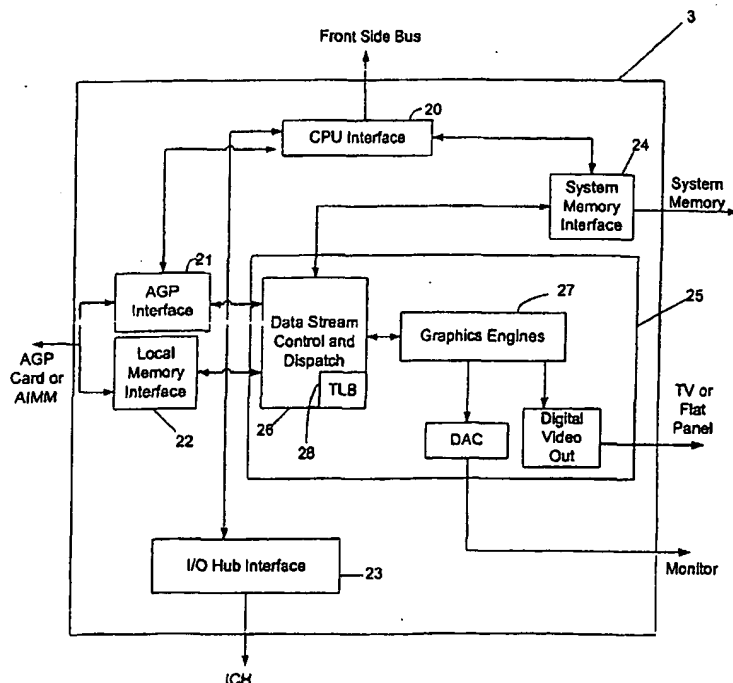 Front Side Bus
3
20
CPU Interface
24
System
Memory
Interface
System
Memory
21
AGP
Interface
27
25
Data Stream
Control and
Dispatch
Graphics Engines
AGP
Card or
AIMM
Local
Memory
Interface
TLB
TV or
Flat
Panel
22
26
28
DAC
Digital
Video
Out
I/O Hub Interface
23
Monitor
ICH